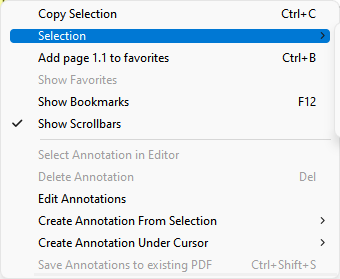 Copy Selection Ctrl+C
Selection
Add page 1.1 to favorites Ctrl+B
Show Favorites
Show Bookmarks F12
Show Scrollbars
Select Annotation in Editor
Delete Annotation Del
Edit Annotations
Create Annotation From Selection
Create Annotation Under Cursor
Save Annotations to existing PDF Ctrl+Shift+S